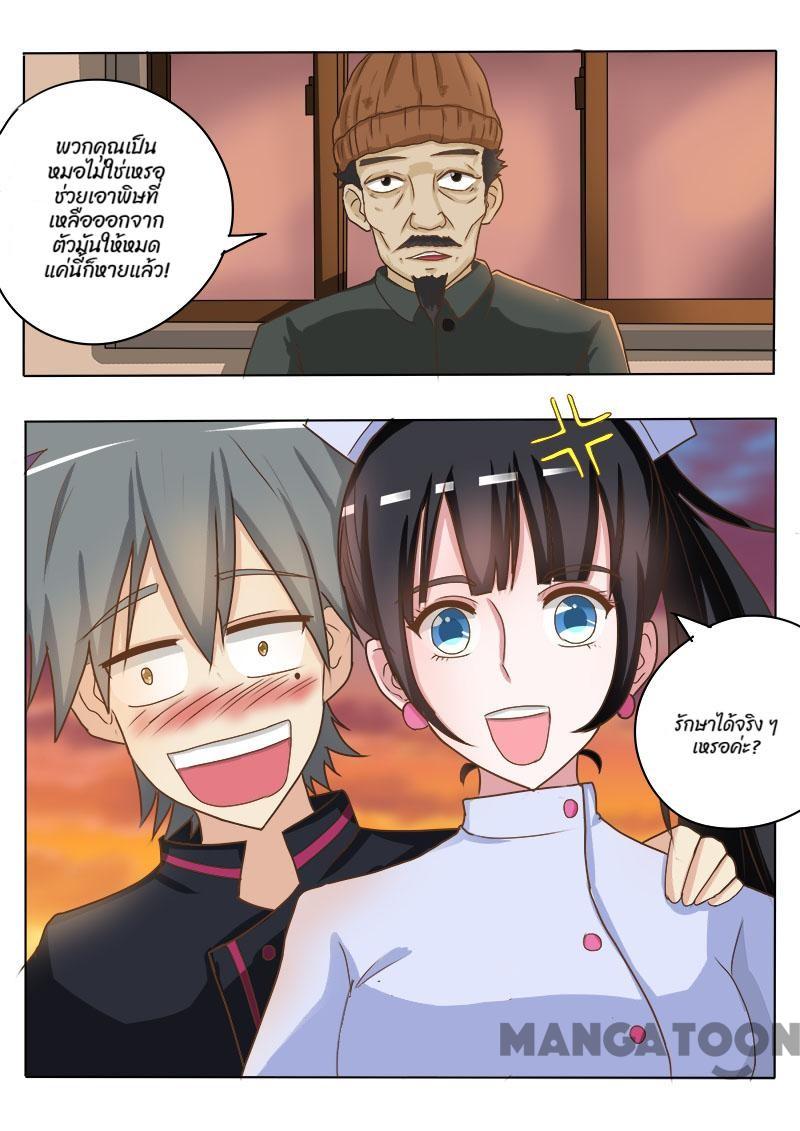 พวกคุณเป็น
หมอไม่ใช่เหรอ
ช่วยเอาพิษที่
เหลือออกจาก
ตัวมันให้หมด
แค่นี้ก็หายแล้ว!
รักษาได้จริง ๆ
เหรอค่ะ?
MANGATOON